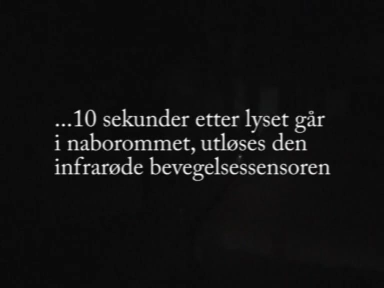 ...10 sekunder etter lyset går
i naborommet, utløses den
infrarøde bevegelsessensoren